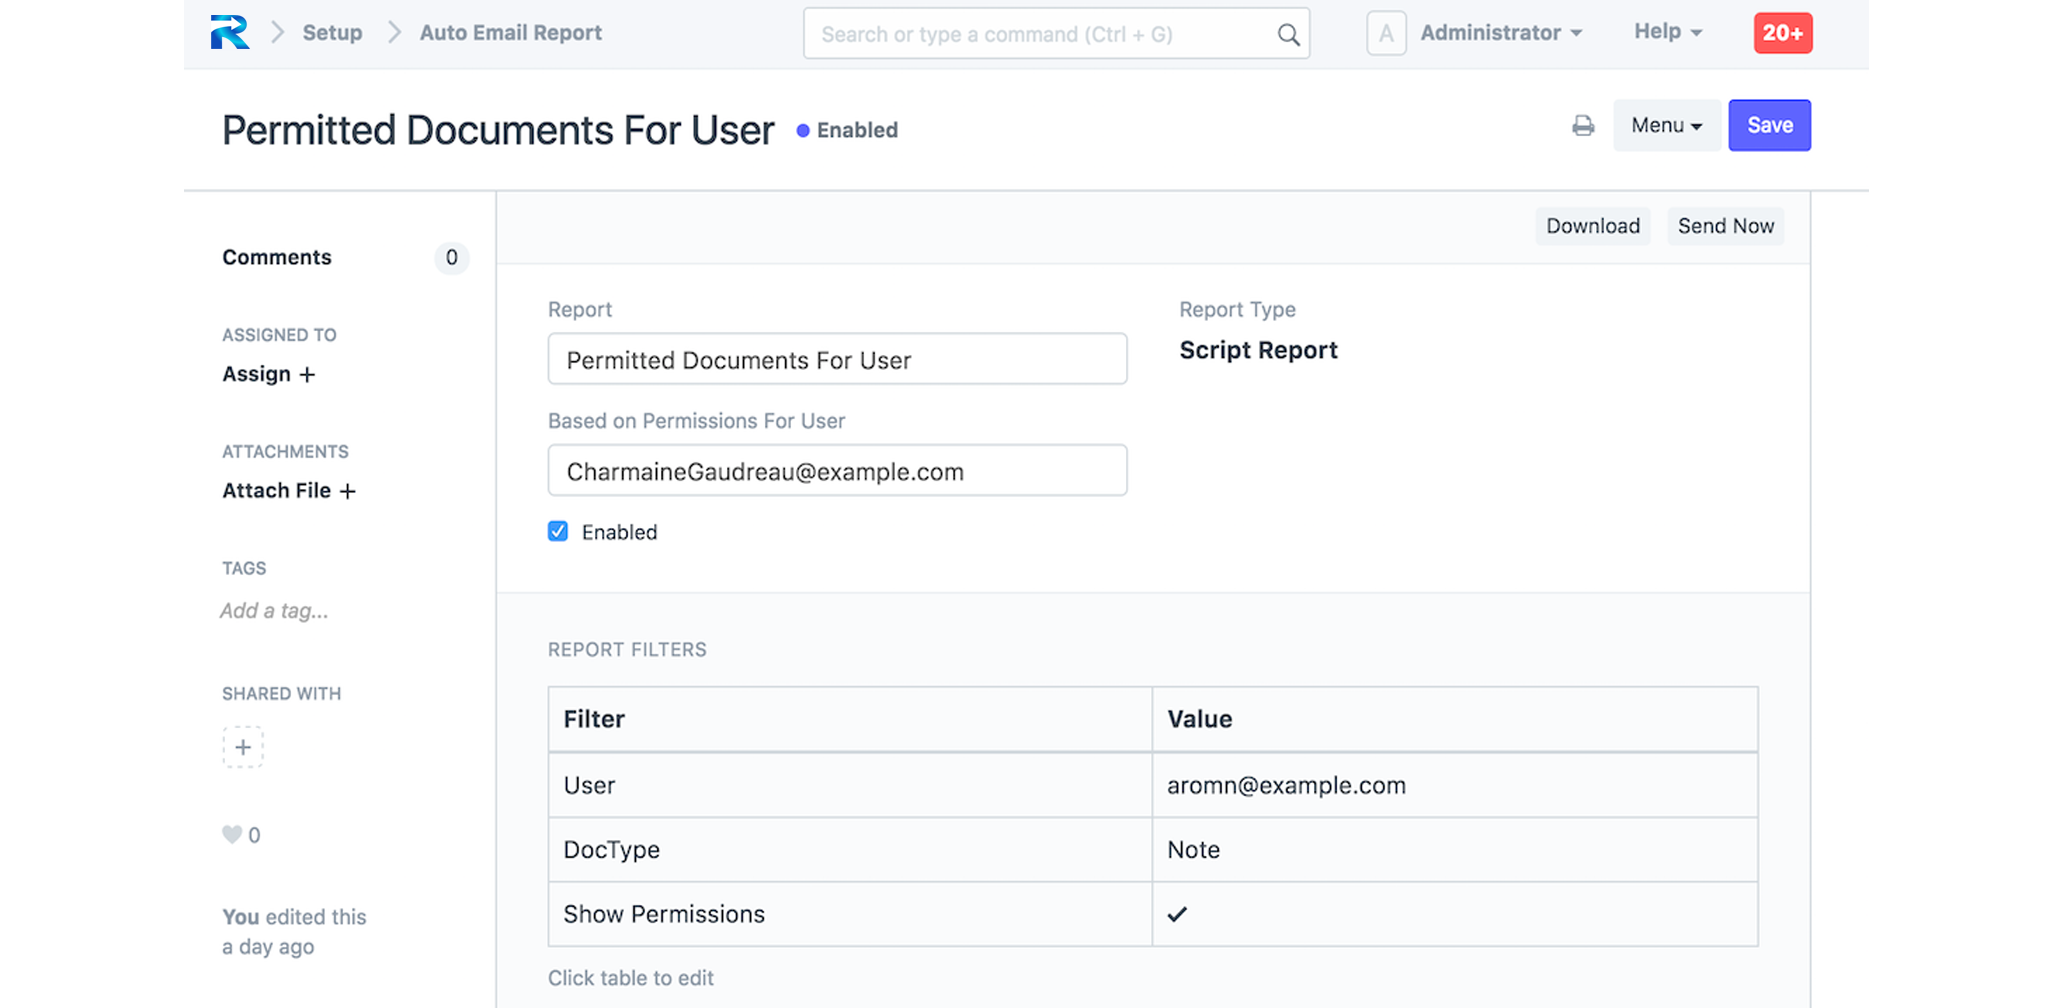 Setup
Auto Email Report
Search or type a command (Ctrl + G)
A
Administrator
Help
20+
Permitted Documents For User
Enabled
Menu
Save
Download
Send Now
Comments
0
ASSIGNED TO
Assign +
ATTACHMENTS
Attach File +
TAGS
Add a tag...
SHARED WITH
+
0
You edited this
a day ago
Report
Permitted Documents For User
Report Type
Script Report
Based on Permissions For User
CharmaineGaudreau@example.com
Enabled
REPORT FILTERS
Filter Value
User aromn@example.com
DocType Note
Show Permissions ✓
Click table to edit